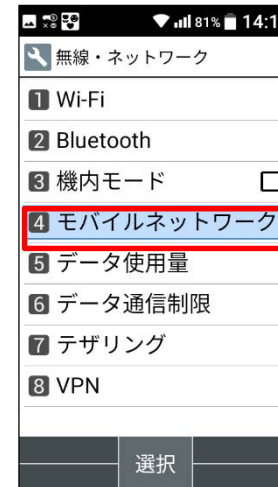 81% 14:1
無線・ネットワーク
1 Wi-Fi
2 Bluetooth
3 機内モード
4 モバイルネットワーク
5 データ使用量
6 データ通信制限
7 テザリング
8 VPN
選択